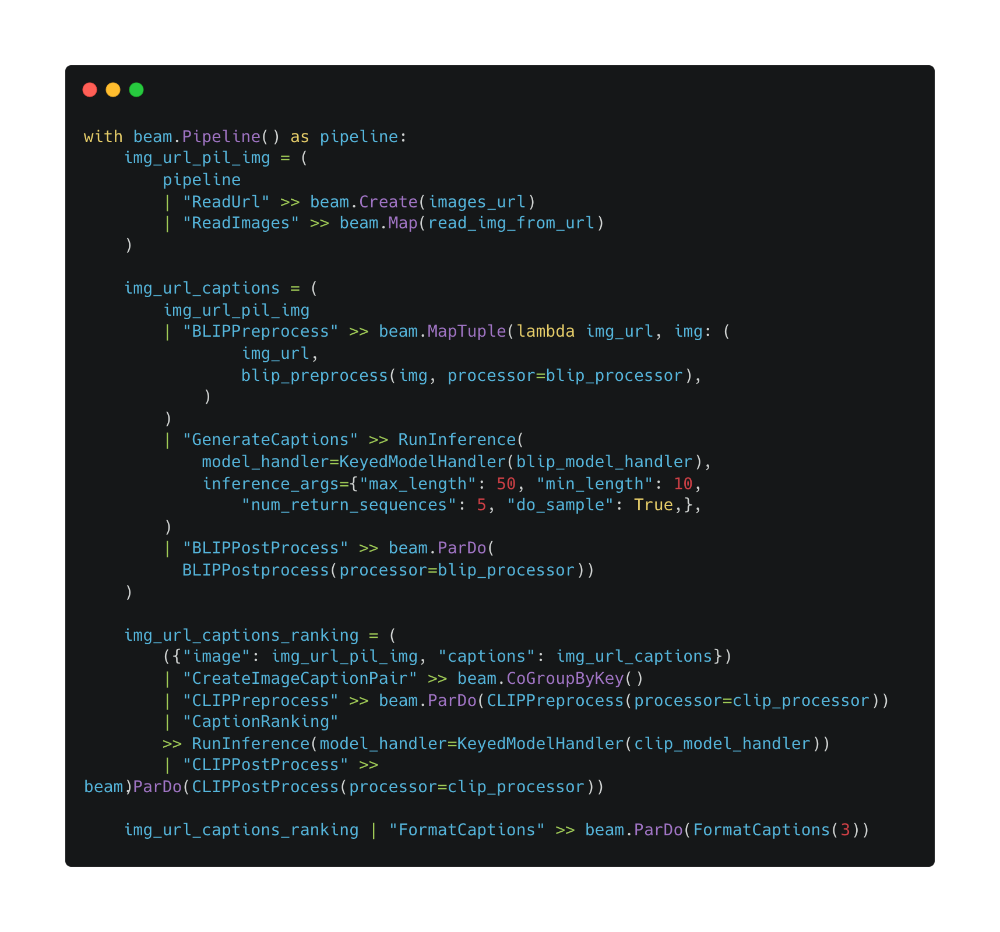 with beam.Pipeline() as pipeline:
    img_url_pil_img = (
        pipeline
        | "ReadUrl" >> beam.Create(images_url)
        | "ReadImages" >> beam.Map(read_img_from_url)
    )

    img_url_captions = (
        img_url_pil_img
        | "BLIPPreprocess" >> beam.MapTuple(lambda img_url, img: (
                img_url,
                blip_preprocess(img, processor=blip_processor),
            )
        )
        | "GenerateCaptions" >> RunInference(
            model_handler=KeyedModelHandler(blip_model_handler),
            inference_args={"max_length": 50, "min_length": 10,
                "num_return_sequences": 5, "do_sample": True,},
        )
        | "BLIPPostProcess" >> beam.ParDo(
          BLIPPostprocess(processor=blip_processor))
    )

    img_url_captions_ranking = (
        ({"image": img_url_pil_img, "captions": img_url_captions})
        | "CreateImageCaptionPair" >> beam.CoGroupByKey()
        | "CLIPPreprocess" >> beam.ParDo(CLIPPreprocess(processor=clip_processor))
        | "CaptionRanking"
        >> RunInference(model_handler=KeyedModelHandler(clip_model_handler))
        | "CLIPPostProcess" >>
beam.ParDo(CLIPPostProcess(processor=clip_processor))
    )

    img_url_captions_ranking | "FormatCaptions" >> beam.ParDo(FormatCaptions(3))